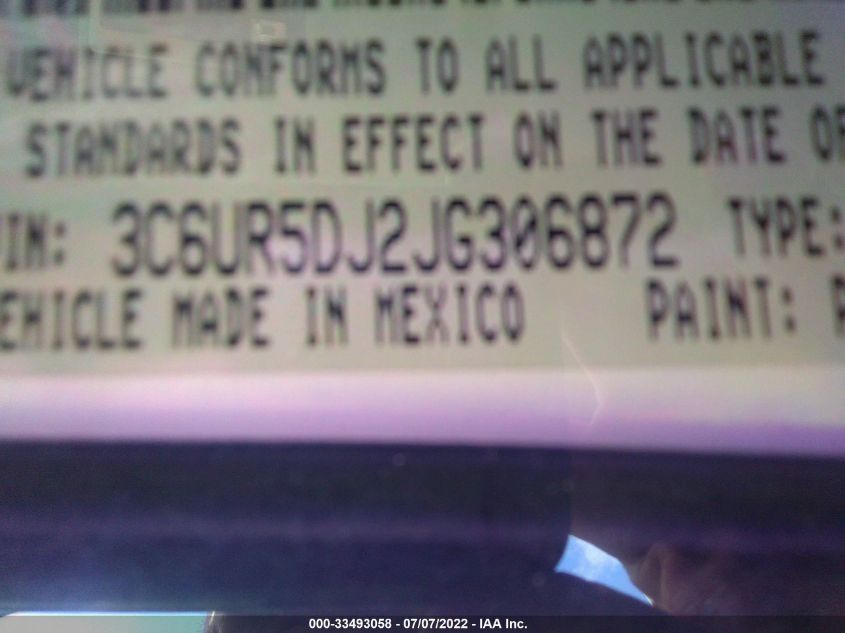 VEHICLE CONFORMS TO ALL APPLICABLE
STANDARDS IN EFFECT ON THE DATE OF
VIN: 3C6UR5DJ2JG306872 TYPE:
VEHICLE MADE IN MEXICO PAINT:
000-33493058 - 07/07/2022 - IAA Inc.